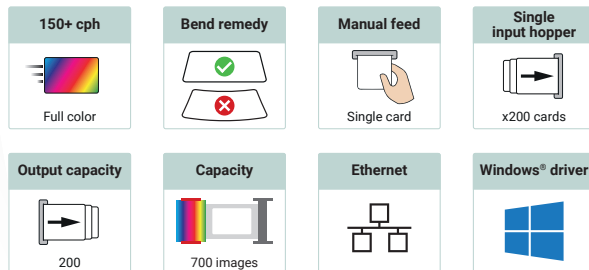 150+ cph
Full color
Bend remedy
Manual feed
Single card
Single
input hopper
x200 cards
Output capacity
200
Capacity
700 images
Ethernet
Windows® driver